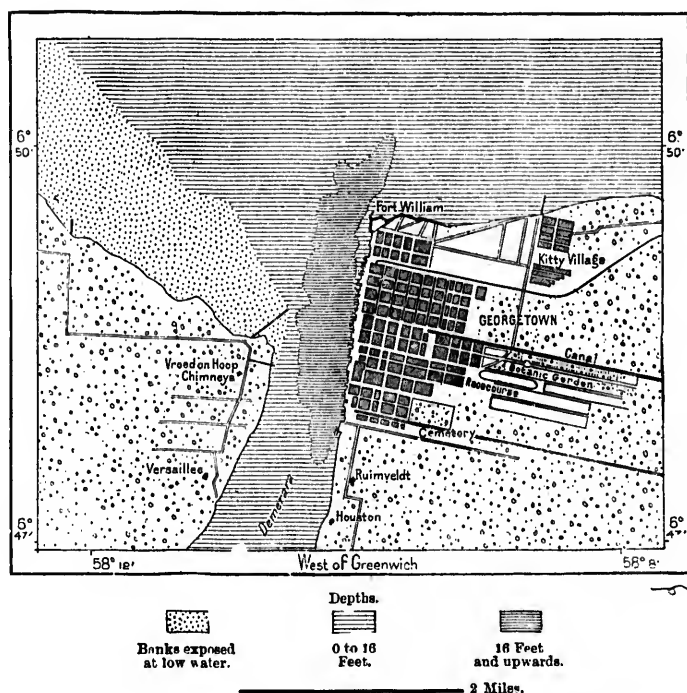 6°
50'
6°
50'
Fort William
Kitty Village
GEORGETOWN
Canal
Botanic Garden
Racecourse
Vreed on Hoop
Chimneys
Cemetery
Versailles
Ruimveldt
Demerara
Houston
6°
47'
6°
47'
58° 12'
West of Greenwich
58° 8'
Depths.
Banks exposed
at low water.
0 to 16
Feet.
16 Feet
and upwards.
2 Miles.